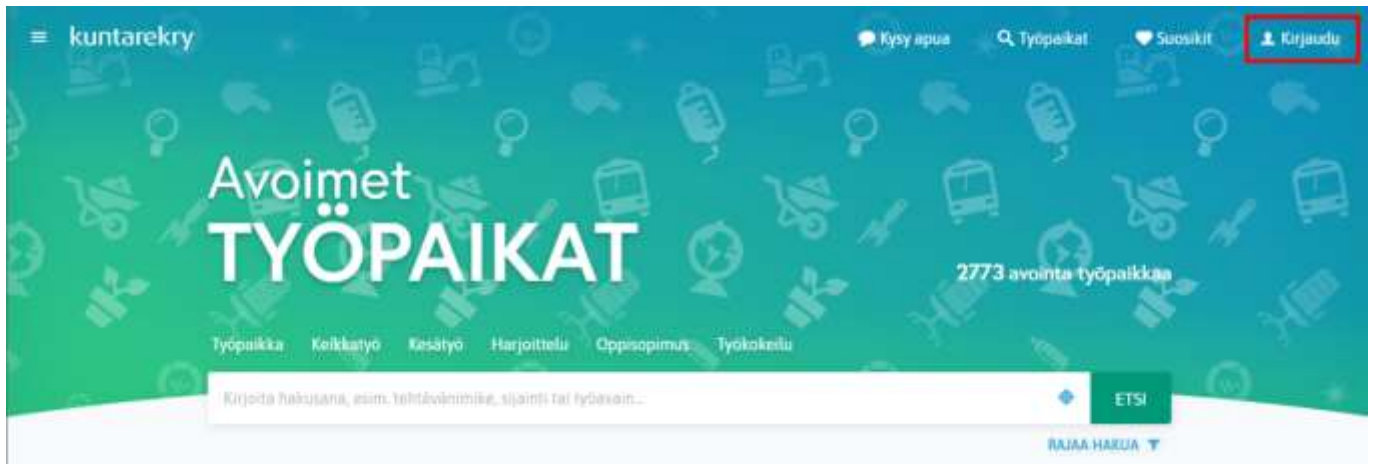 kuntarekry
Kysy apua Työpaikat Suosikit Kirjaudu
Avoimet
TYÖPAIKAT
2773 avointa työpaikkaa
Työpaikka Keikkatyö Kesätyö Harjoittelu Oppisopimus Työkokeilu
Kirjoita hakusana, esim. tehtävänimike, sijainti tai työavain...
ETSI
RAJAA HAKUA